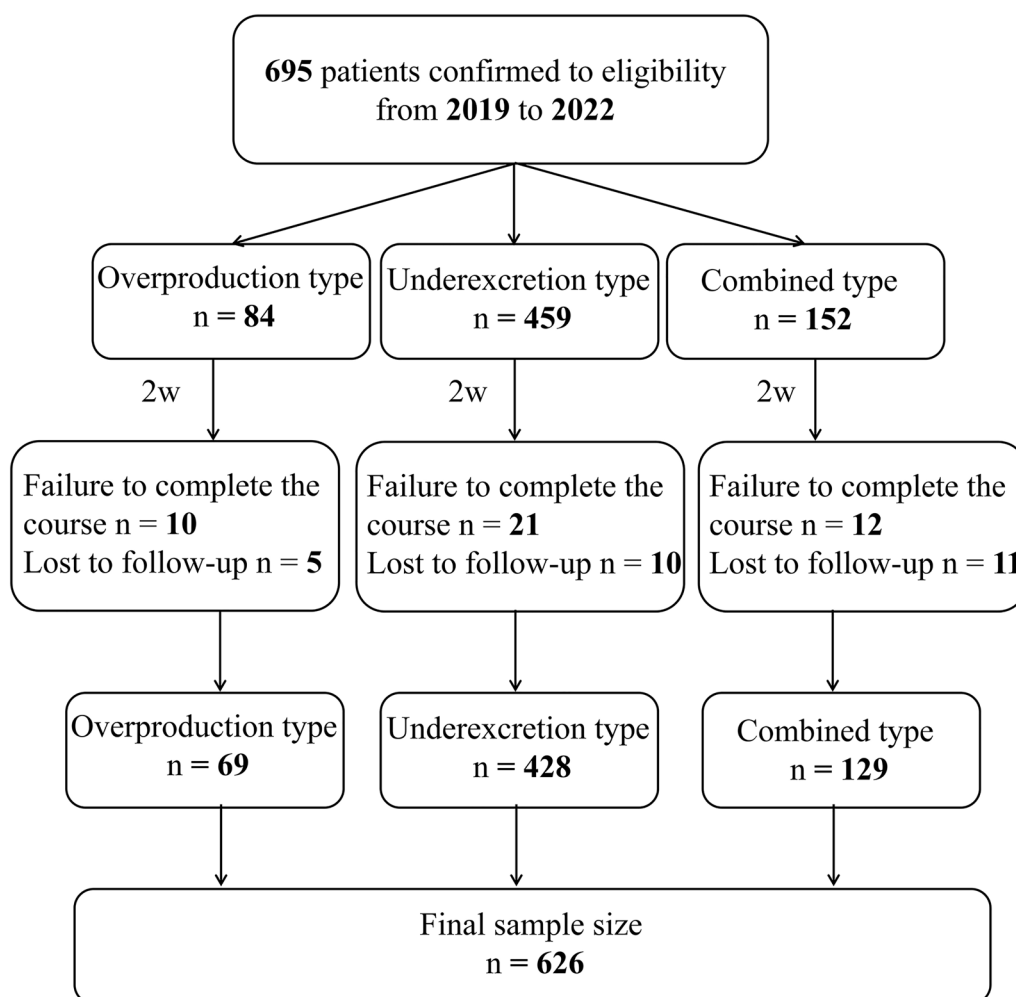 695 patients confirmed to eligibility
from 2019 to 2022
Overproduction type
n = 84
Underexcretion type
n = 459
Combined type
n = 152
2w
2w
2w
Failure to complete the
course n = 10
Lost to follow-up n = 5
Failure to complete the
course n = 21
Lost to follow-up n = 10
Failure to complete the
course n = 12
Lost to follow-up n = 11
Overproduction type
n = 69
Underexcretion type
n = 428
Combined type
n = 129
Final sample size
n = 626